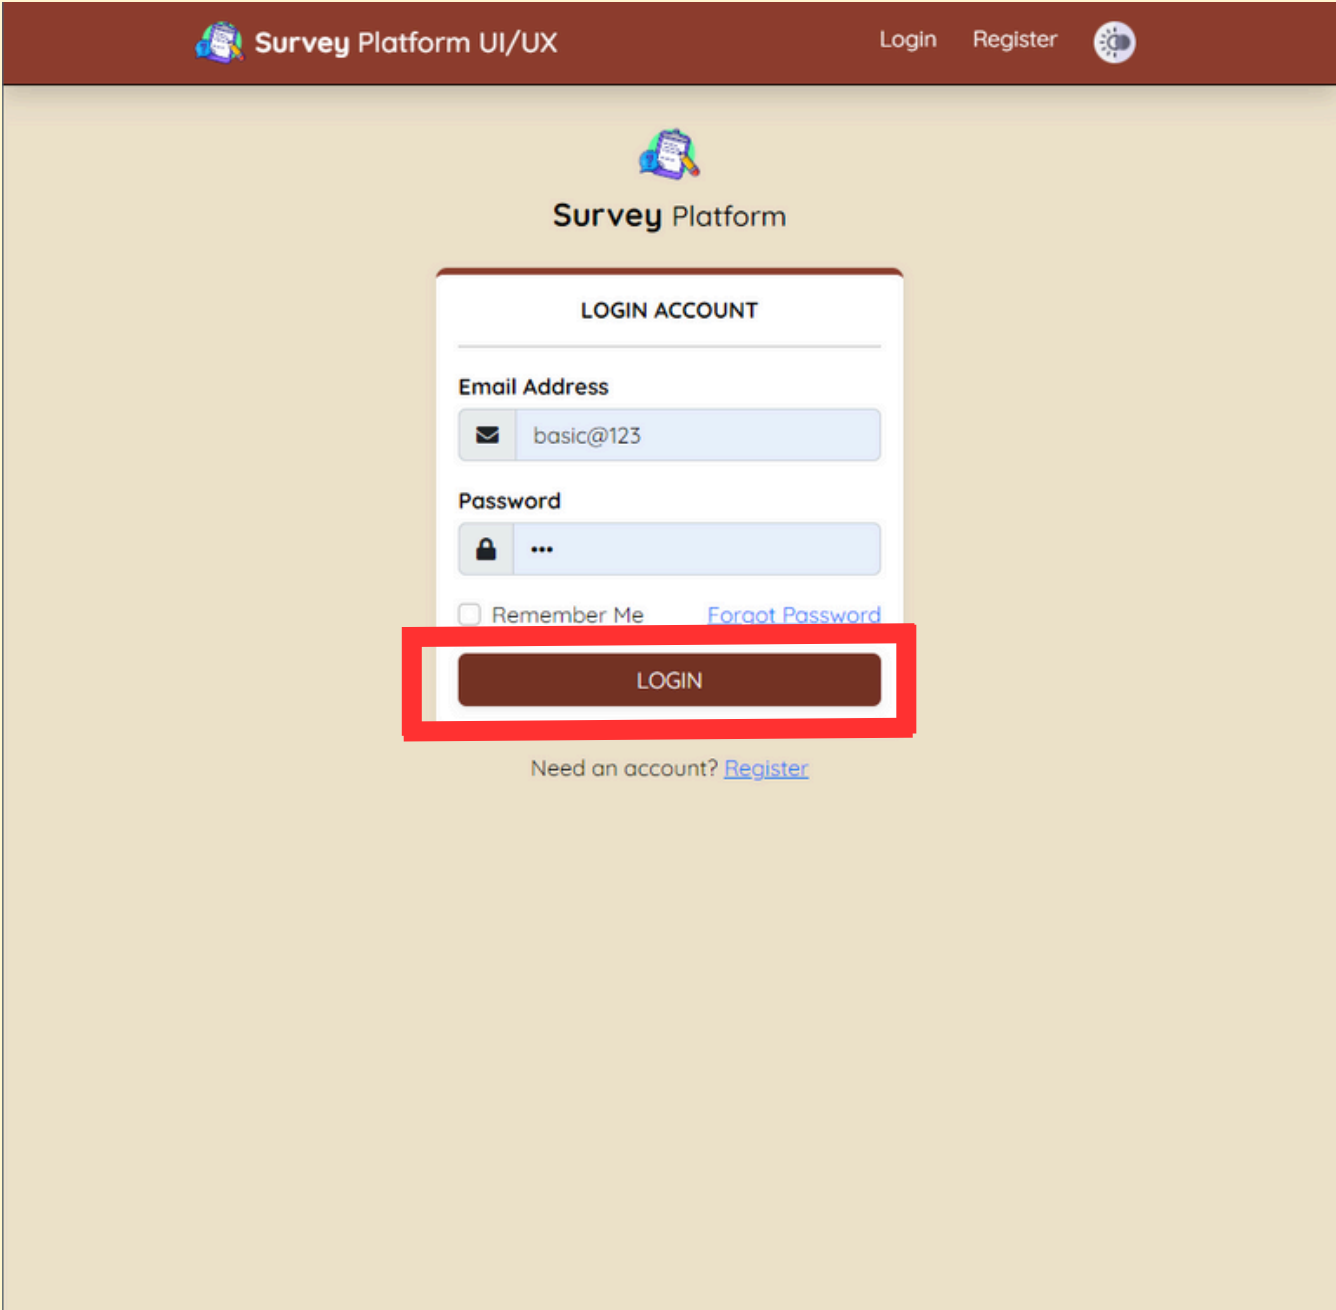 Survey Platform UI/UX Login Register
Survey Platform
LOGIN ACCOUNT
Email Address
basic@123
Password
•••
Remember Me Forgot Password
LOGIN
Need an account? Register